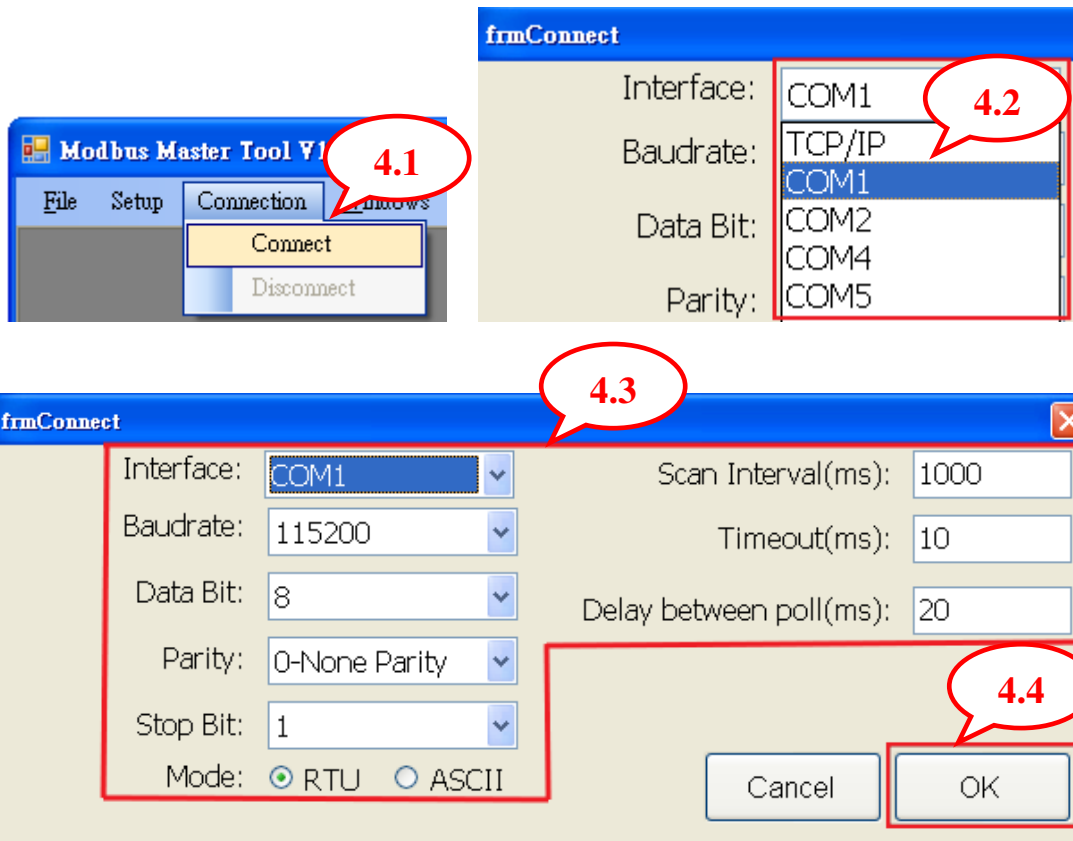 Modbus Master Tool V1
4.1
File Setup Connection Windows
Connect
Disconnect
frmConnect
Interface: COM1
4.2
Baudrate:
Data Bit:
Parity:
TCP/IP
COM1
COM2
COM4
COM5
4.3
frmConnect
Interface: COM1
Baudrate: 115200
Data Bit: 8
Parity: 0-None Parity
Stop Bit: 1
Mode: RTU ASCII
Scan Interval(ms): 1000
Timeout(ms): 10
Delay between poll(ms): 20
4.4
Cancel OK